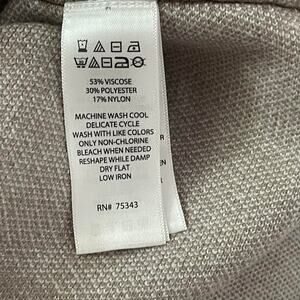 53% VISCOSE
30% POLYESTER
17% NYLON
MACHINE WASH COOL
DELICATE CYCLE
WASH WITH LIKE COLORS
ONLY NON-CHLORINE
BLEACH WHEN NEEDED
RESHAPE WHILE DAMP
DRY FLAT
LOW IRON
RN# 75343